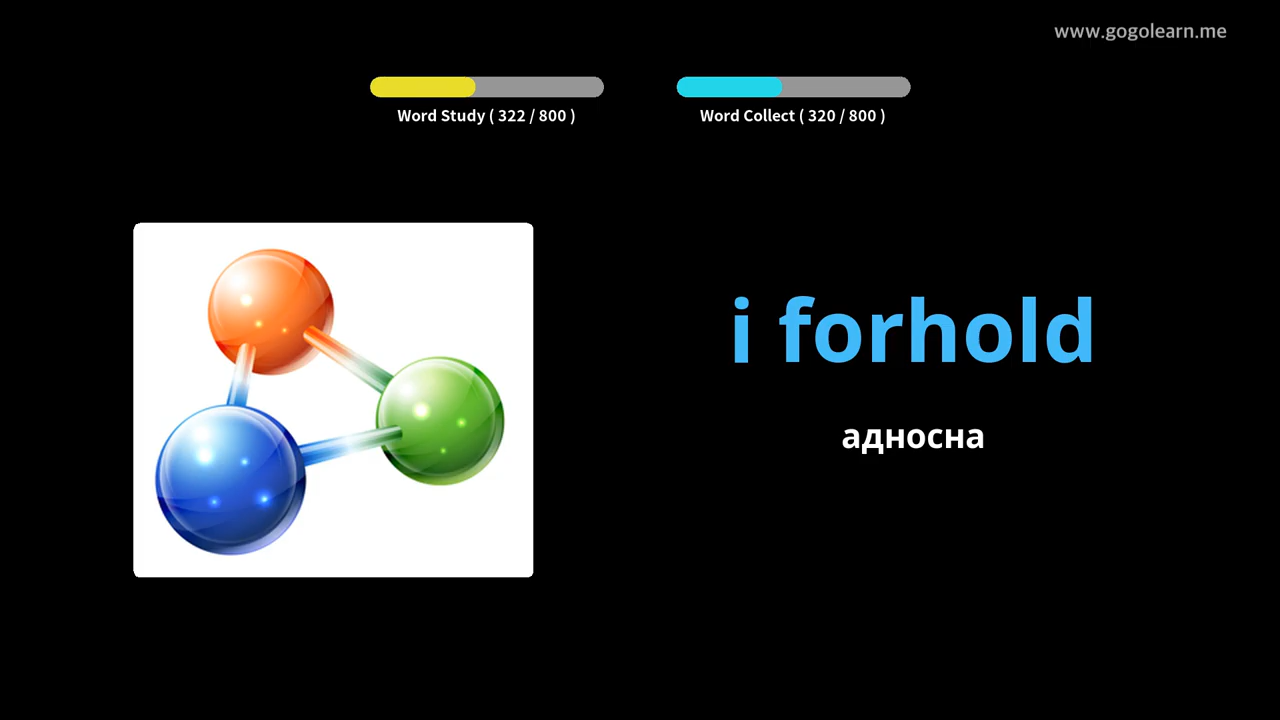 www.gogolearn.me
Word Study ( 322 / 800 )
Word Collect ( 320 / 800 )
i forhold
адносна